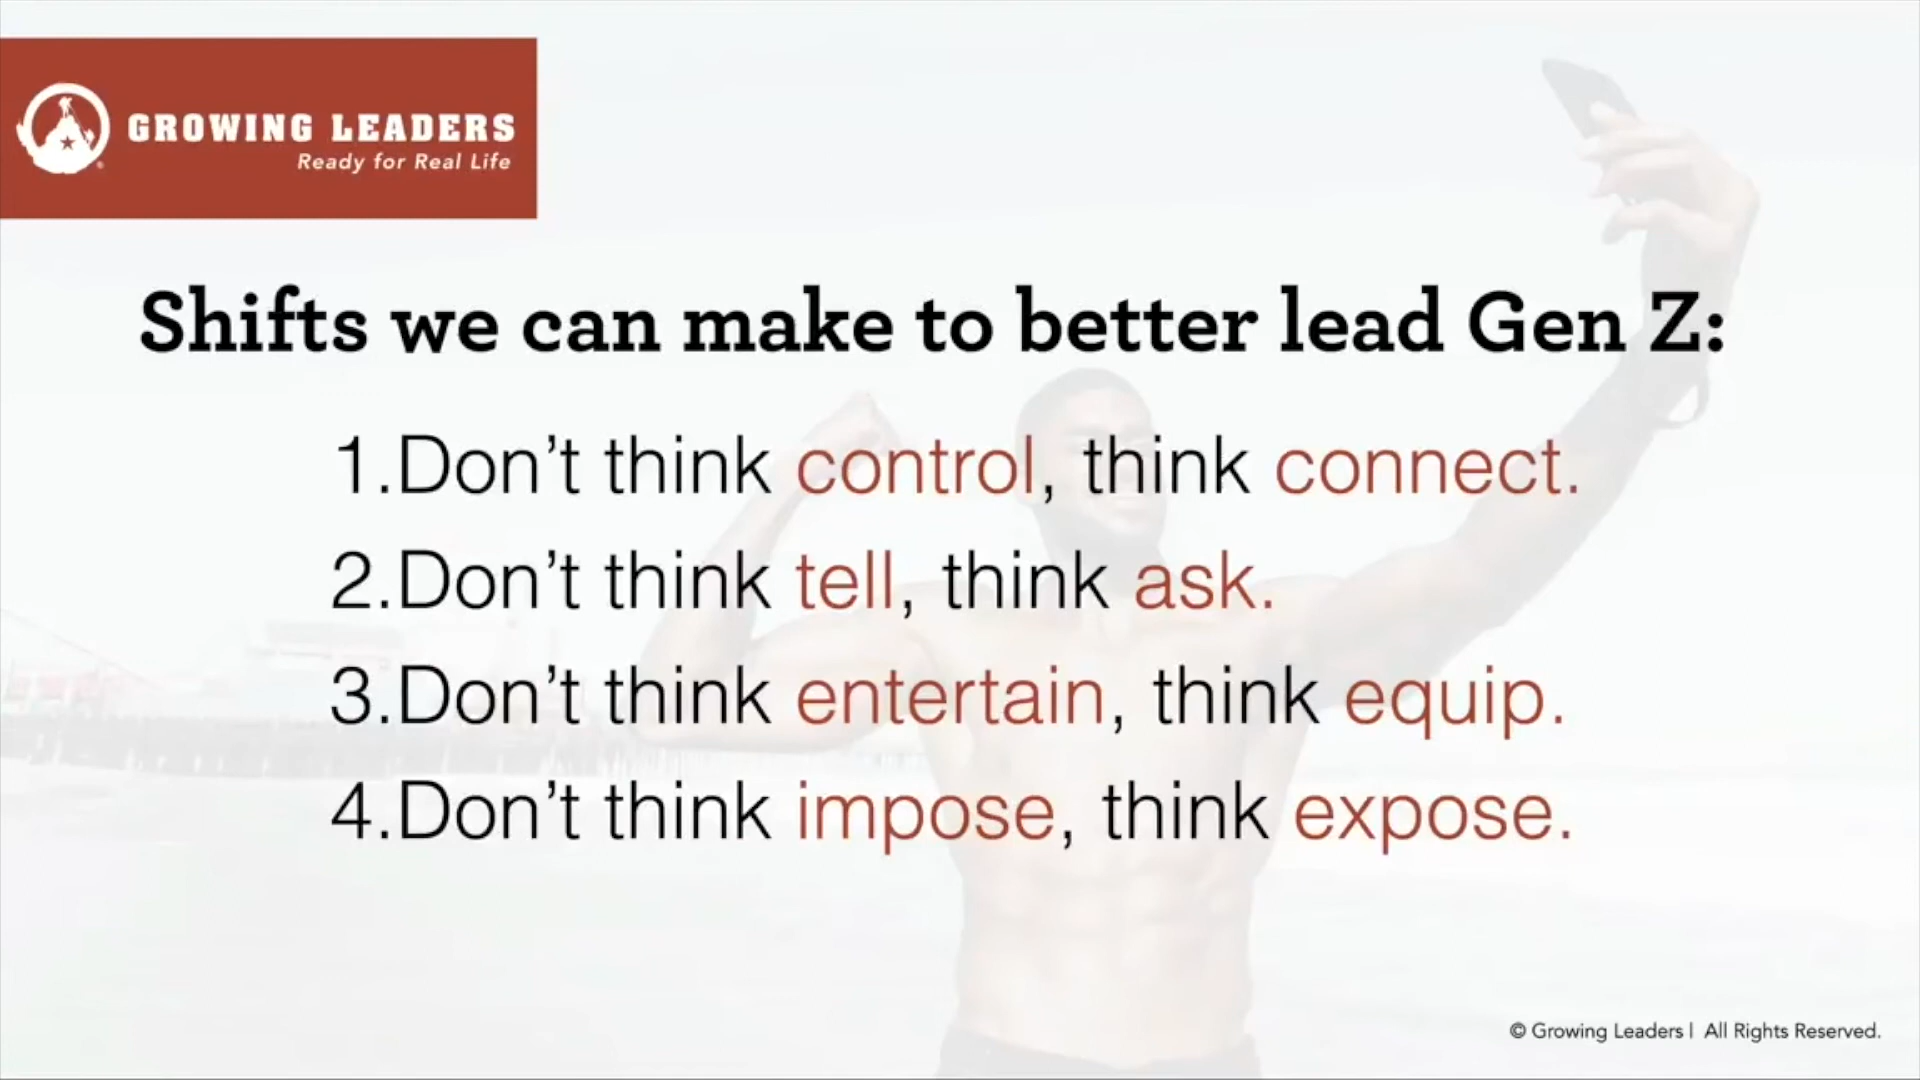 GROWING LEADERS
Ready for Real Life
Shifts we can make to better lead Gen Z:
1.Don’t think control, think connect.
2.Don’t think tell, think ask.
3.Don’t think entertain, think equip.
4.Don’t think impose, think expose.
© Growing Leaders | All Rights Reserved.